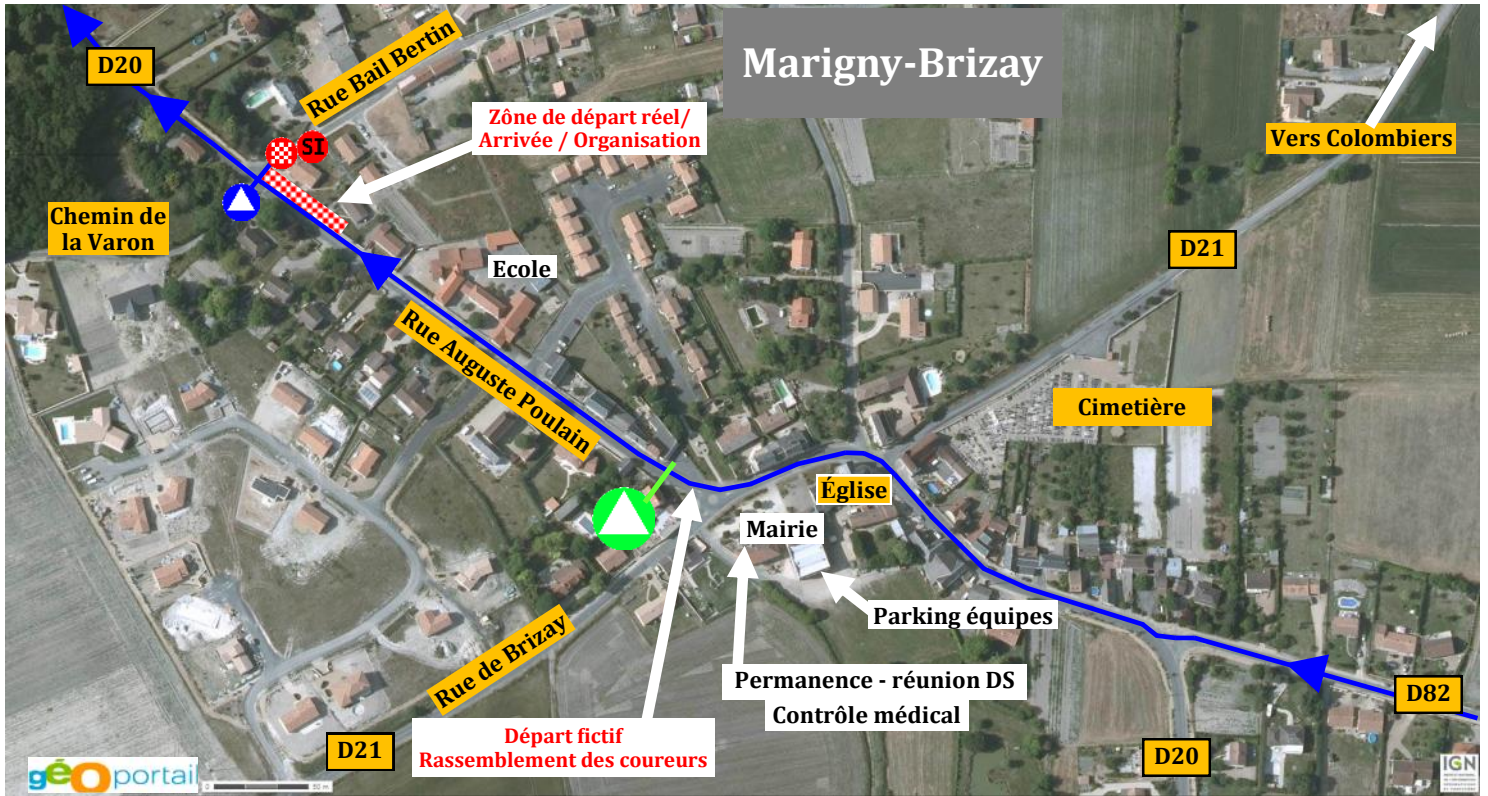 Marigny-Brizay
D20
Rue Bail Bertin
Zône de départ réel/
Arrivée / Organisation
SI
Vers Colombiers
Chemin de
la Varon
D21
Ecole
Rue Auguste Poulain
Cimetière
Église
Mairie
Parking équipes
Rue de Brizay
Permanence - réunion DS
Contrôle médical
D82
Départ fictif
Rassemblement des coureurs
D21
D20
géoportail
0 50 m
IGN